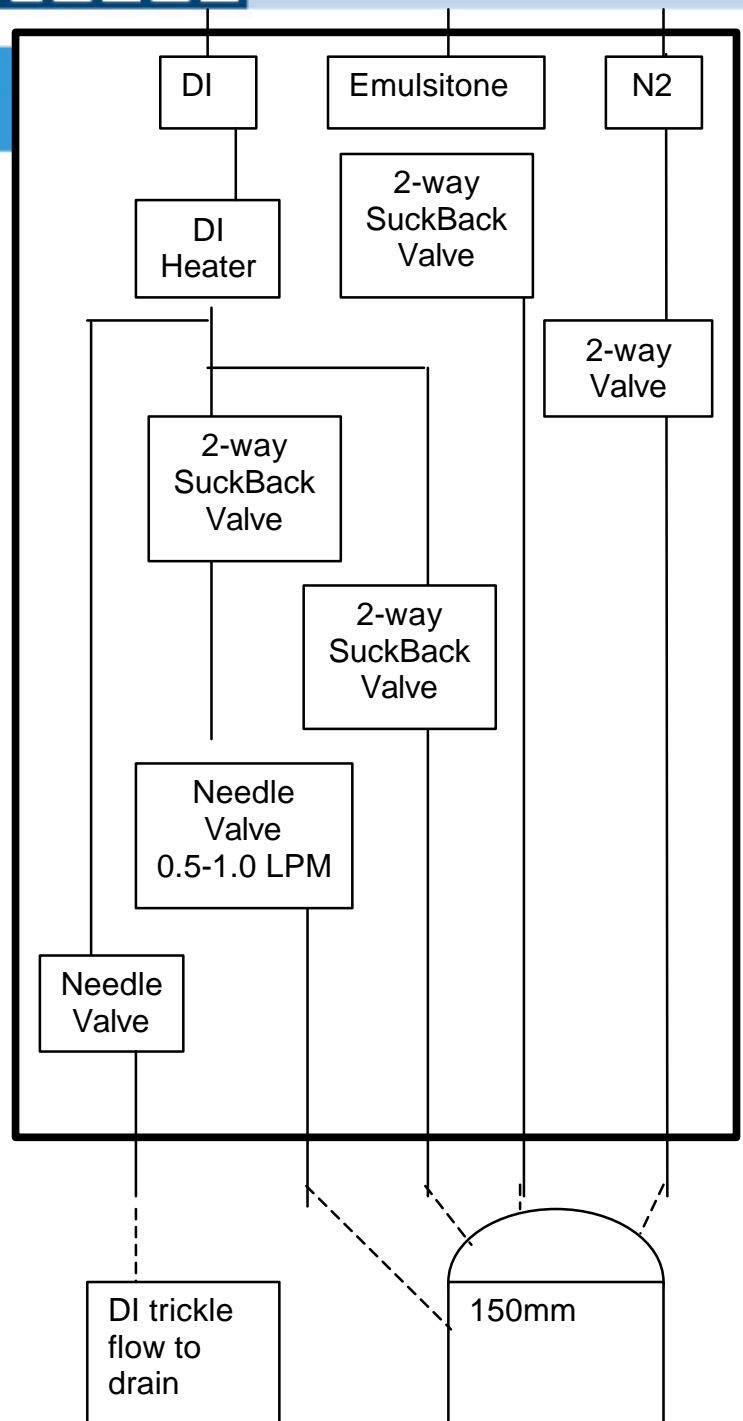 DI
Emulsitone
N2
2-way
SuckBack
Valve
DI
Heater
2-way
Valve
2-way
SuckBack
Valve
2-way
SuckBack
Valve
Needle
Valve
0.5-1.0 LPM
Needle
Valve
DI trickle
flow to
drain
150mm